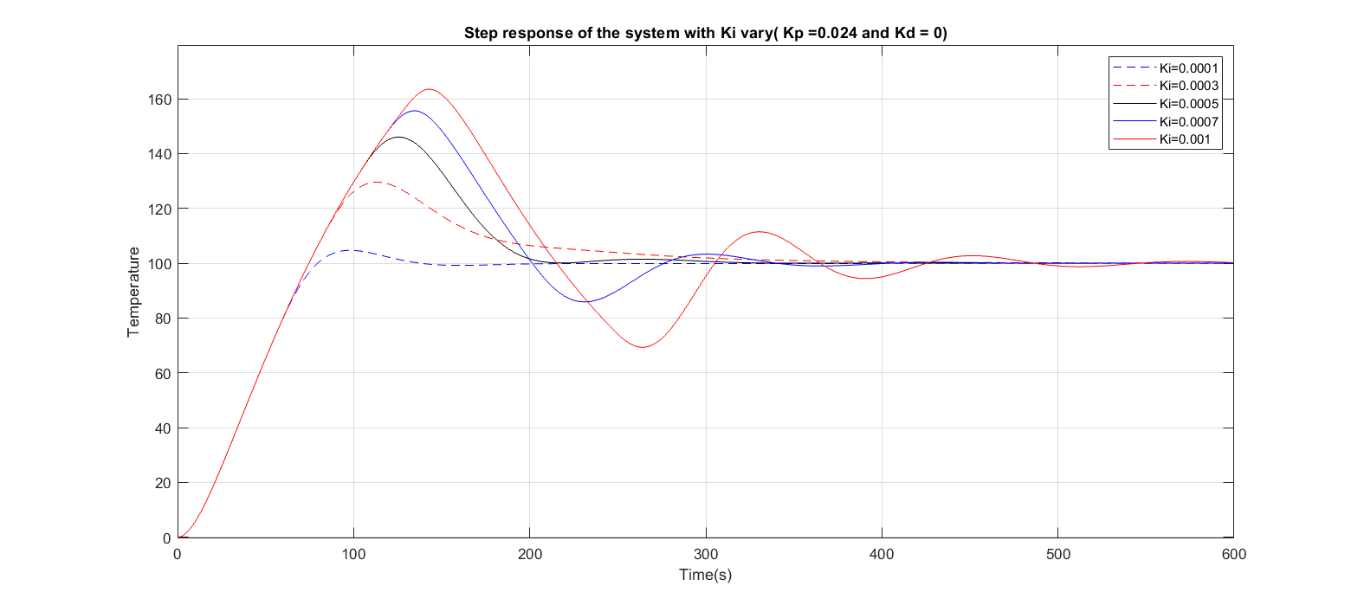 Step response of the system with Ki vary( Kp =0.024 and Kd = 0)
Ki=0.0001
Ki=0.0003
Ki=0.0005
Ki=0.0007
Ki=0.001
160
140
120
100
80
60
40
20
0
Temperature
0 100 200 300 400 500 600
Time(s)